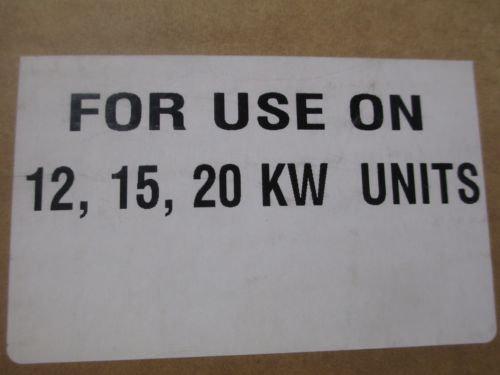 FOR USE ON
12, 15, 20 KW UNITS